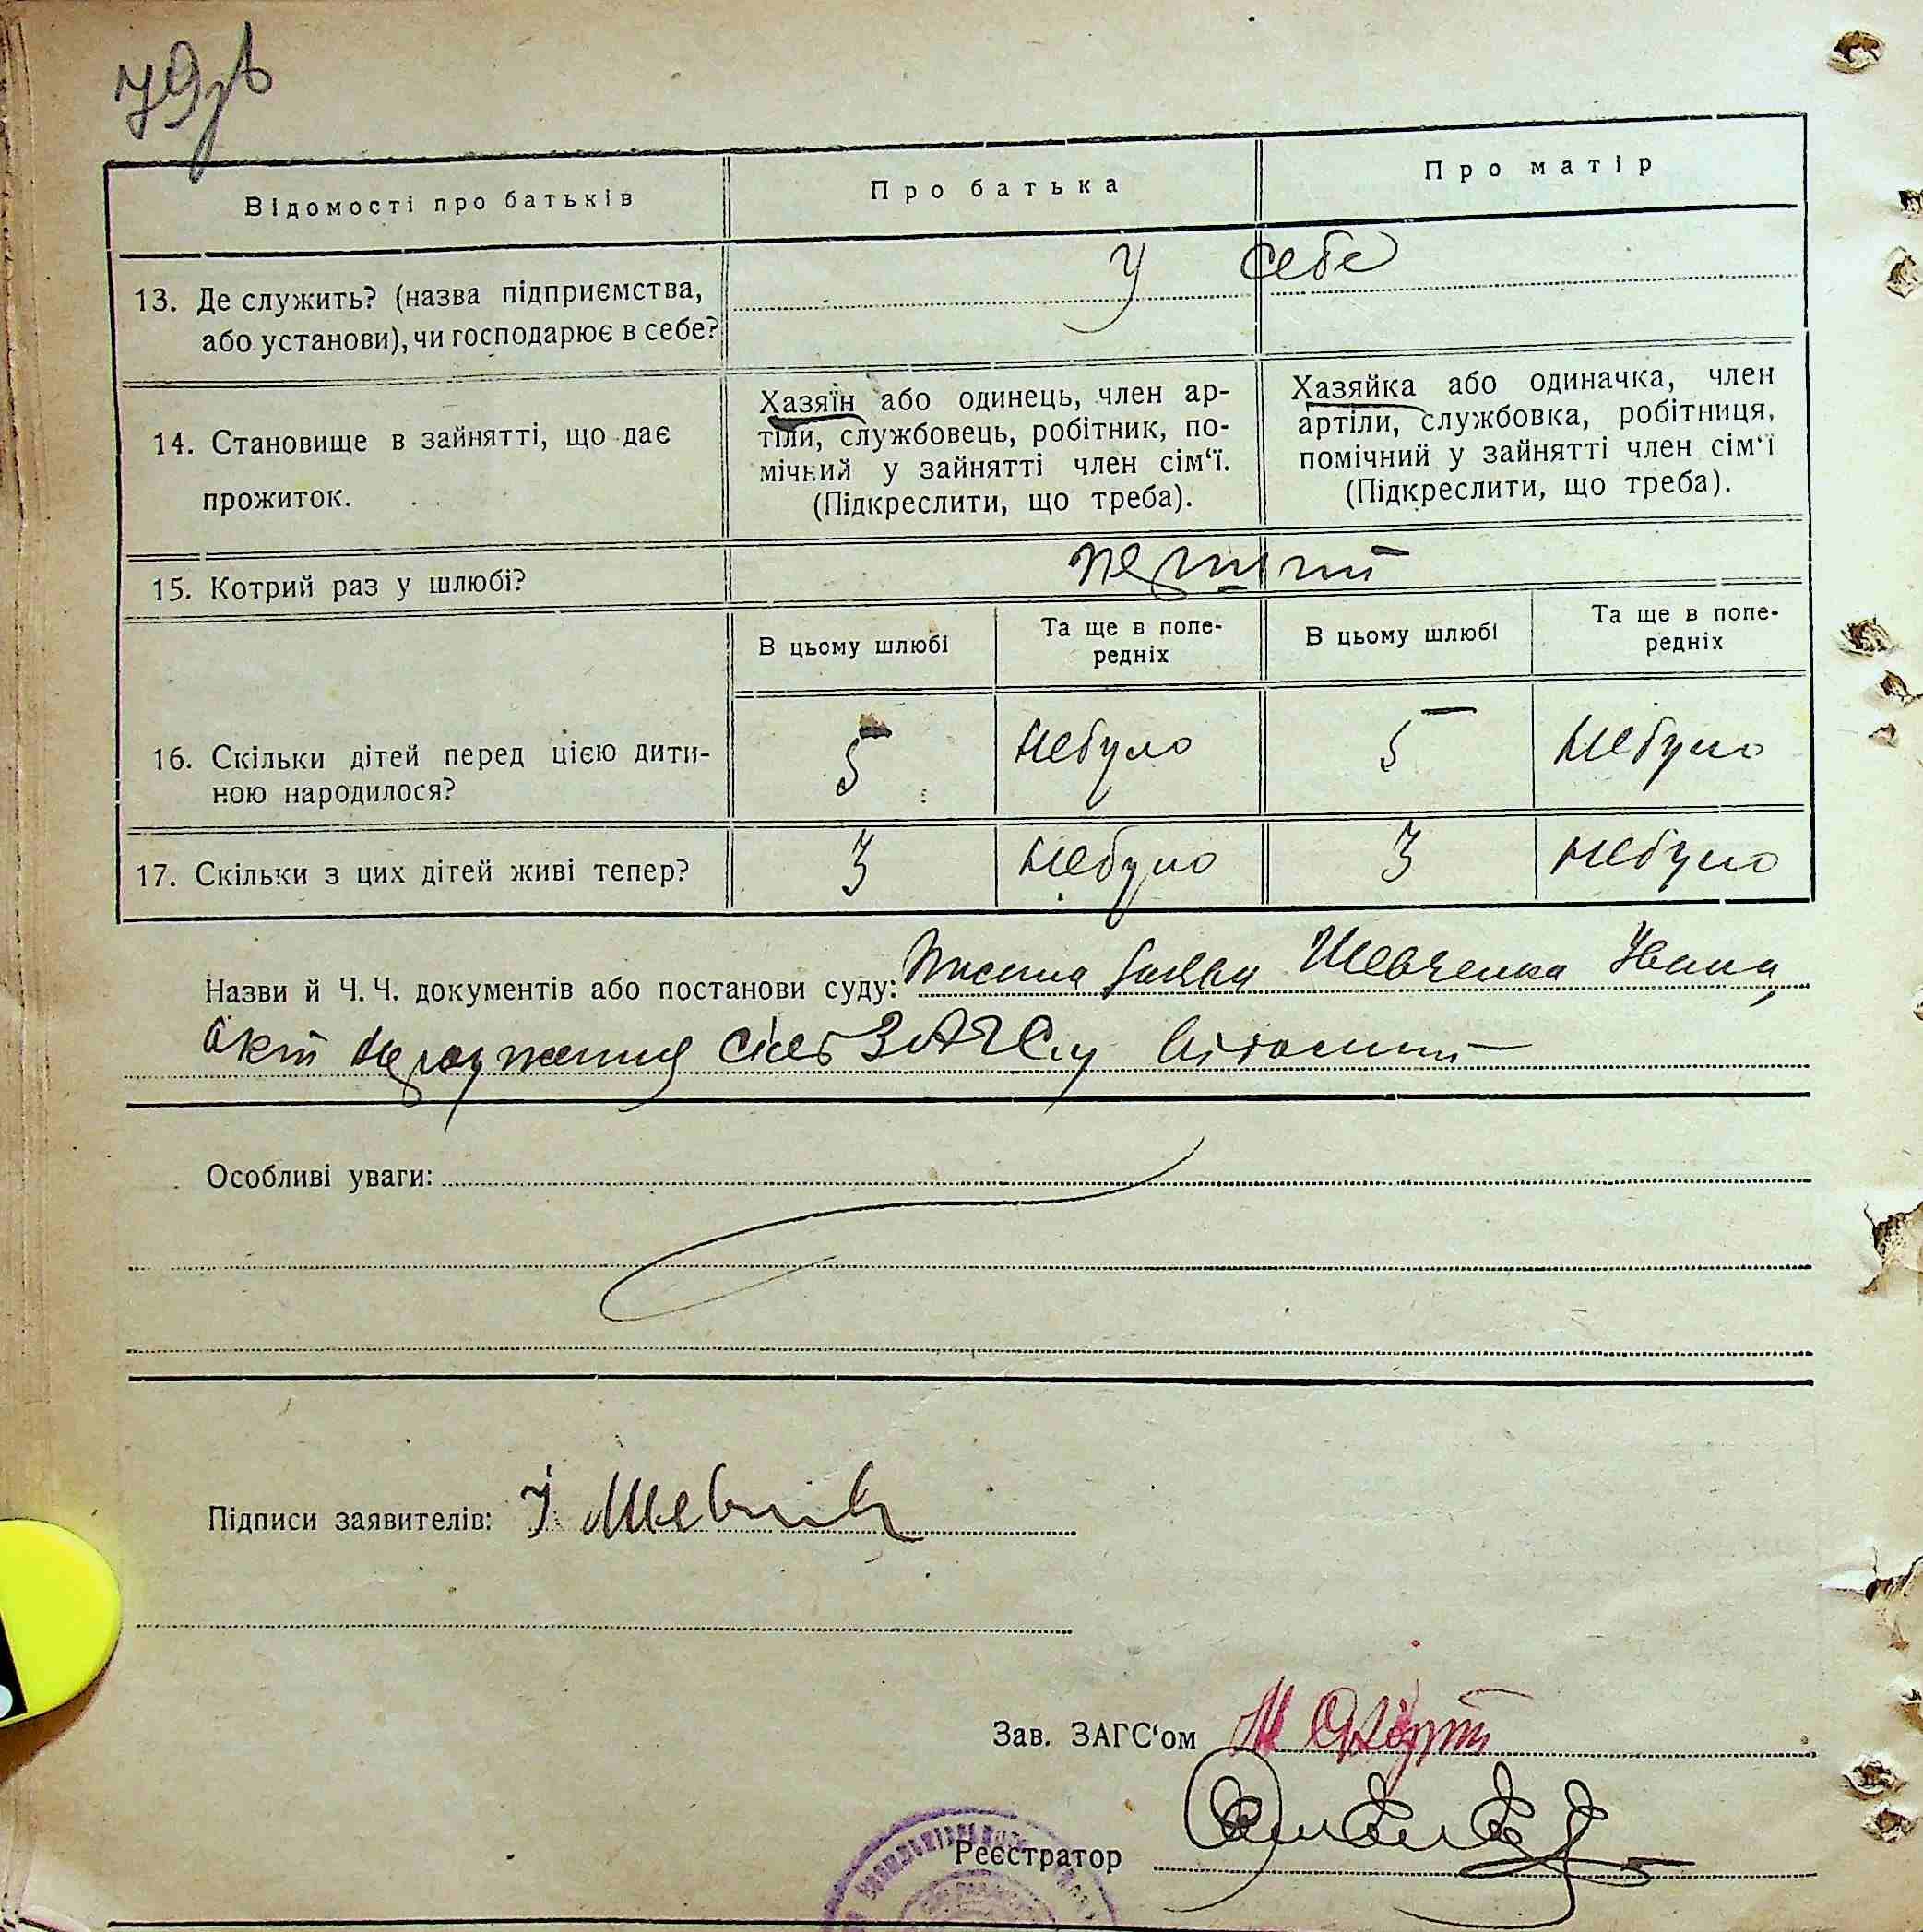 79зв
Відомості про батьків
Про батька
Про матір
13. Де служить? (назва підприємства,
або установи), чи господарює в себе?
у себе
14. Становище в зайнятті, що дає
прожиток.
Хазяїн або одинець, член ар-
тіли, службовець, робітник, по-
мічний у зайнятті член сім‘ї.
(Підкреслити, що треба).
Хазяйка або одиначка, член
артіли, службовка, робітниця,
помічний у зайнятті член сім‘ї
(Підкреслити, що треба).
15. Котрий раз у шлюбі?
перший
В цьому шлюбі
Та ще в попе-
редніх
В цьому шлюбі
Та ще в попе-
редніх
16. Скільки дітей перед цією дити-
ною народилося?
5
небуло
5
небуло
17. Скільки з цих дітей живі тепер?
3
небуло
3
небуло
Назви й Ч. Ч. документів або постанови суду: Шевченка Івана,
акт ЗАГСу
Особливі уваги:
Підписи заявителів: І
Зав. ЗАГС‘ом
Реєстратор